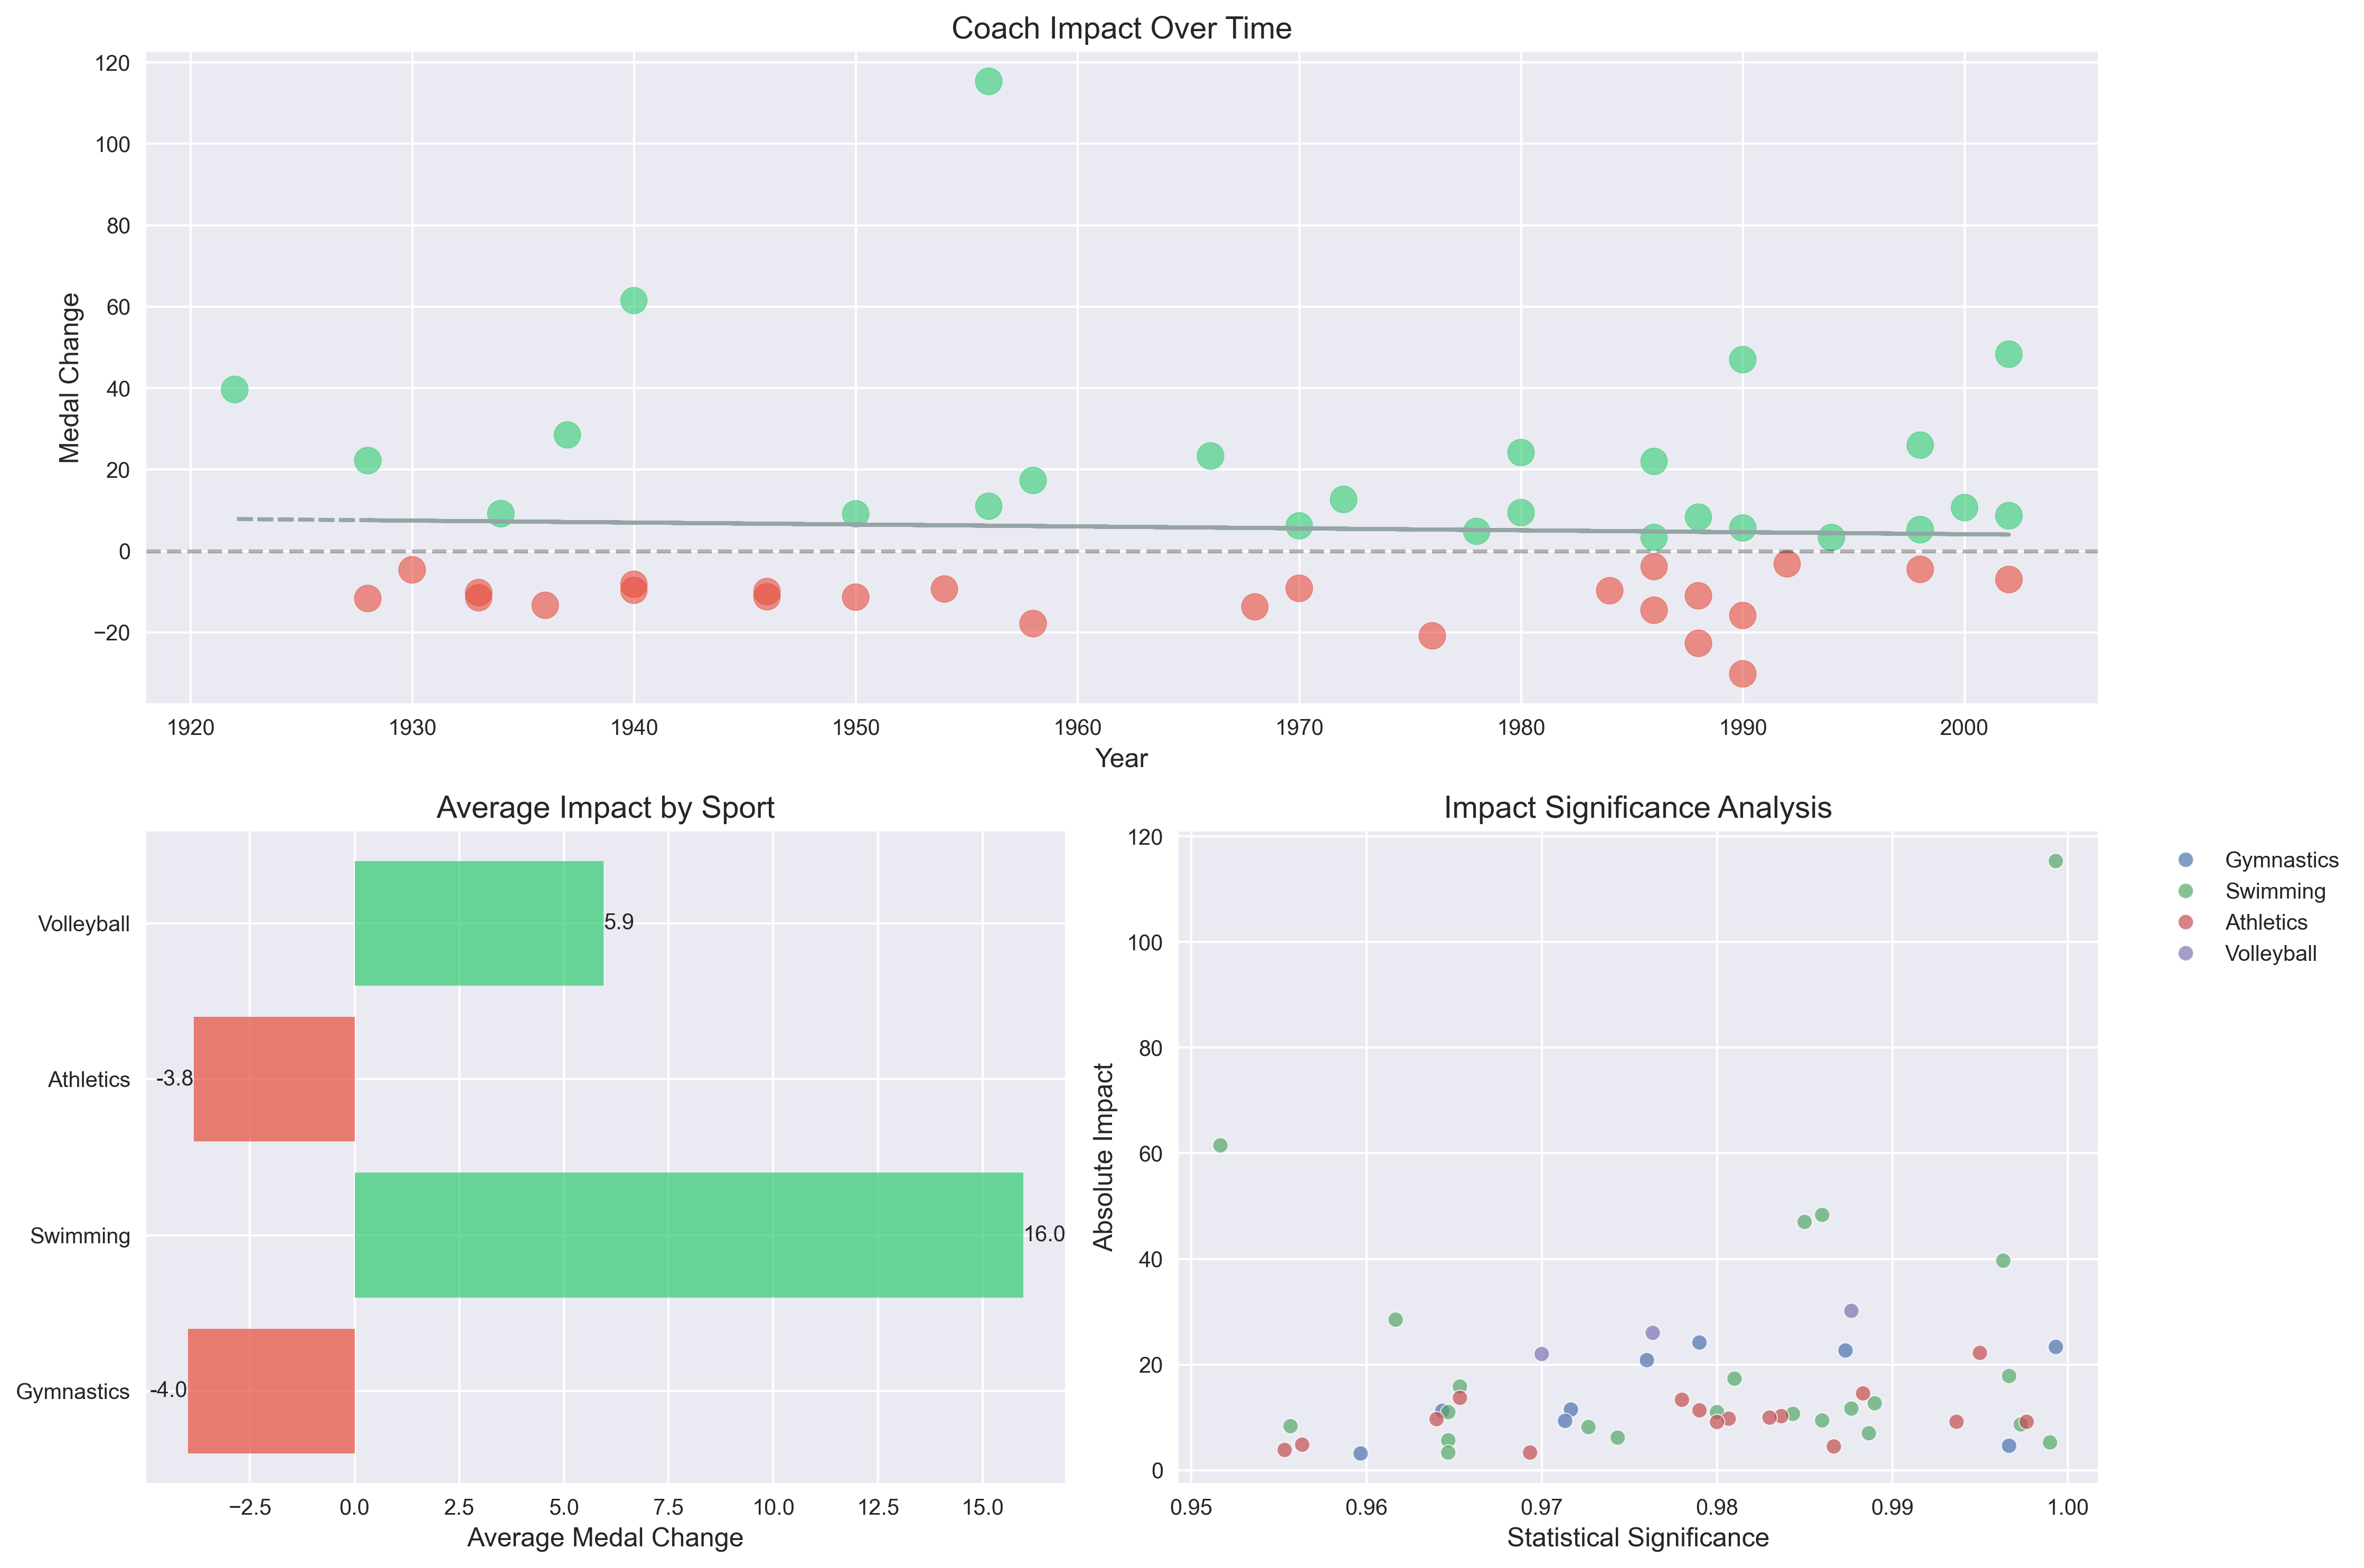 Coach Impact Over Time
120
100
80
60
40
20
0
−20
Medal Change
1920 1930 1940 1950 1960 1970 1980 1990 2000
Year
Average Impact by Sport
Volleyball
Athletics
Swimming
Gymnastics
5.9
-3.8
16.0
-4.0
−2.5 0.0 2.5 5.0 7.5 10.0 12.5 15.0
Average Medal Change
Impact Significance Analysis
120
100
80
60
40
20
0
Absolute Impact
0.95 0.96 0.97 0.98 0.99 1.00
Statistical Significance
Gymnastics
Swimming
Athletics
Volleyball